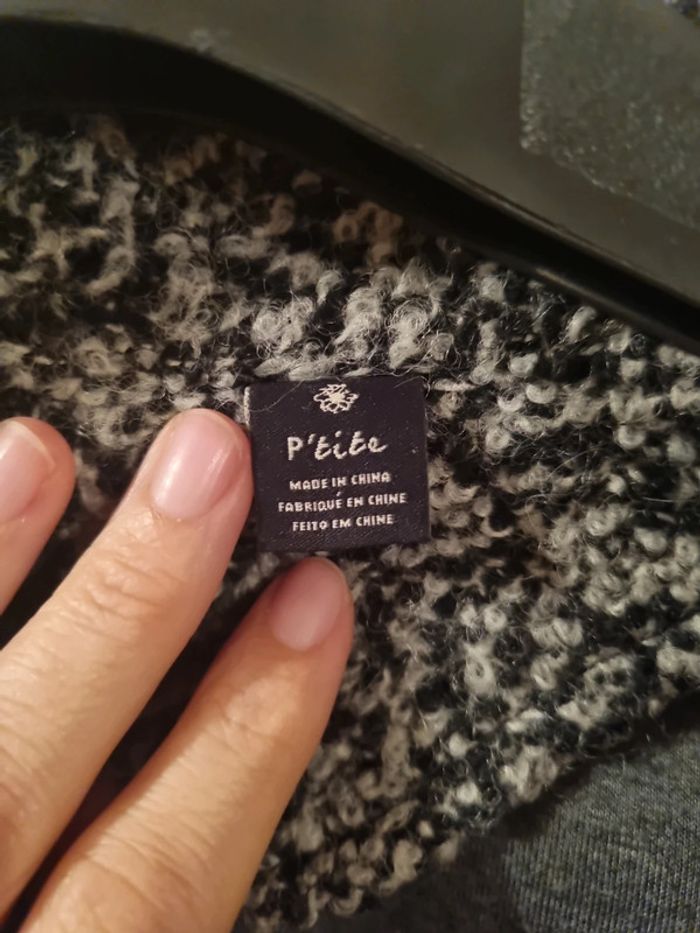 P'tite
MADE IN CHINA
FABRIQUÉ EN CHINE
FEITO EM CHINE